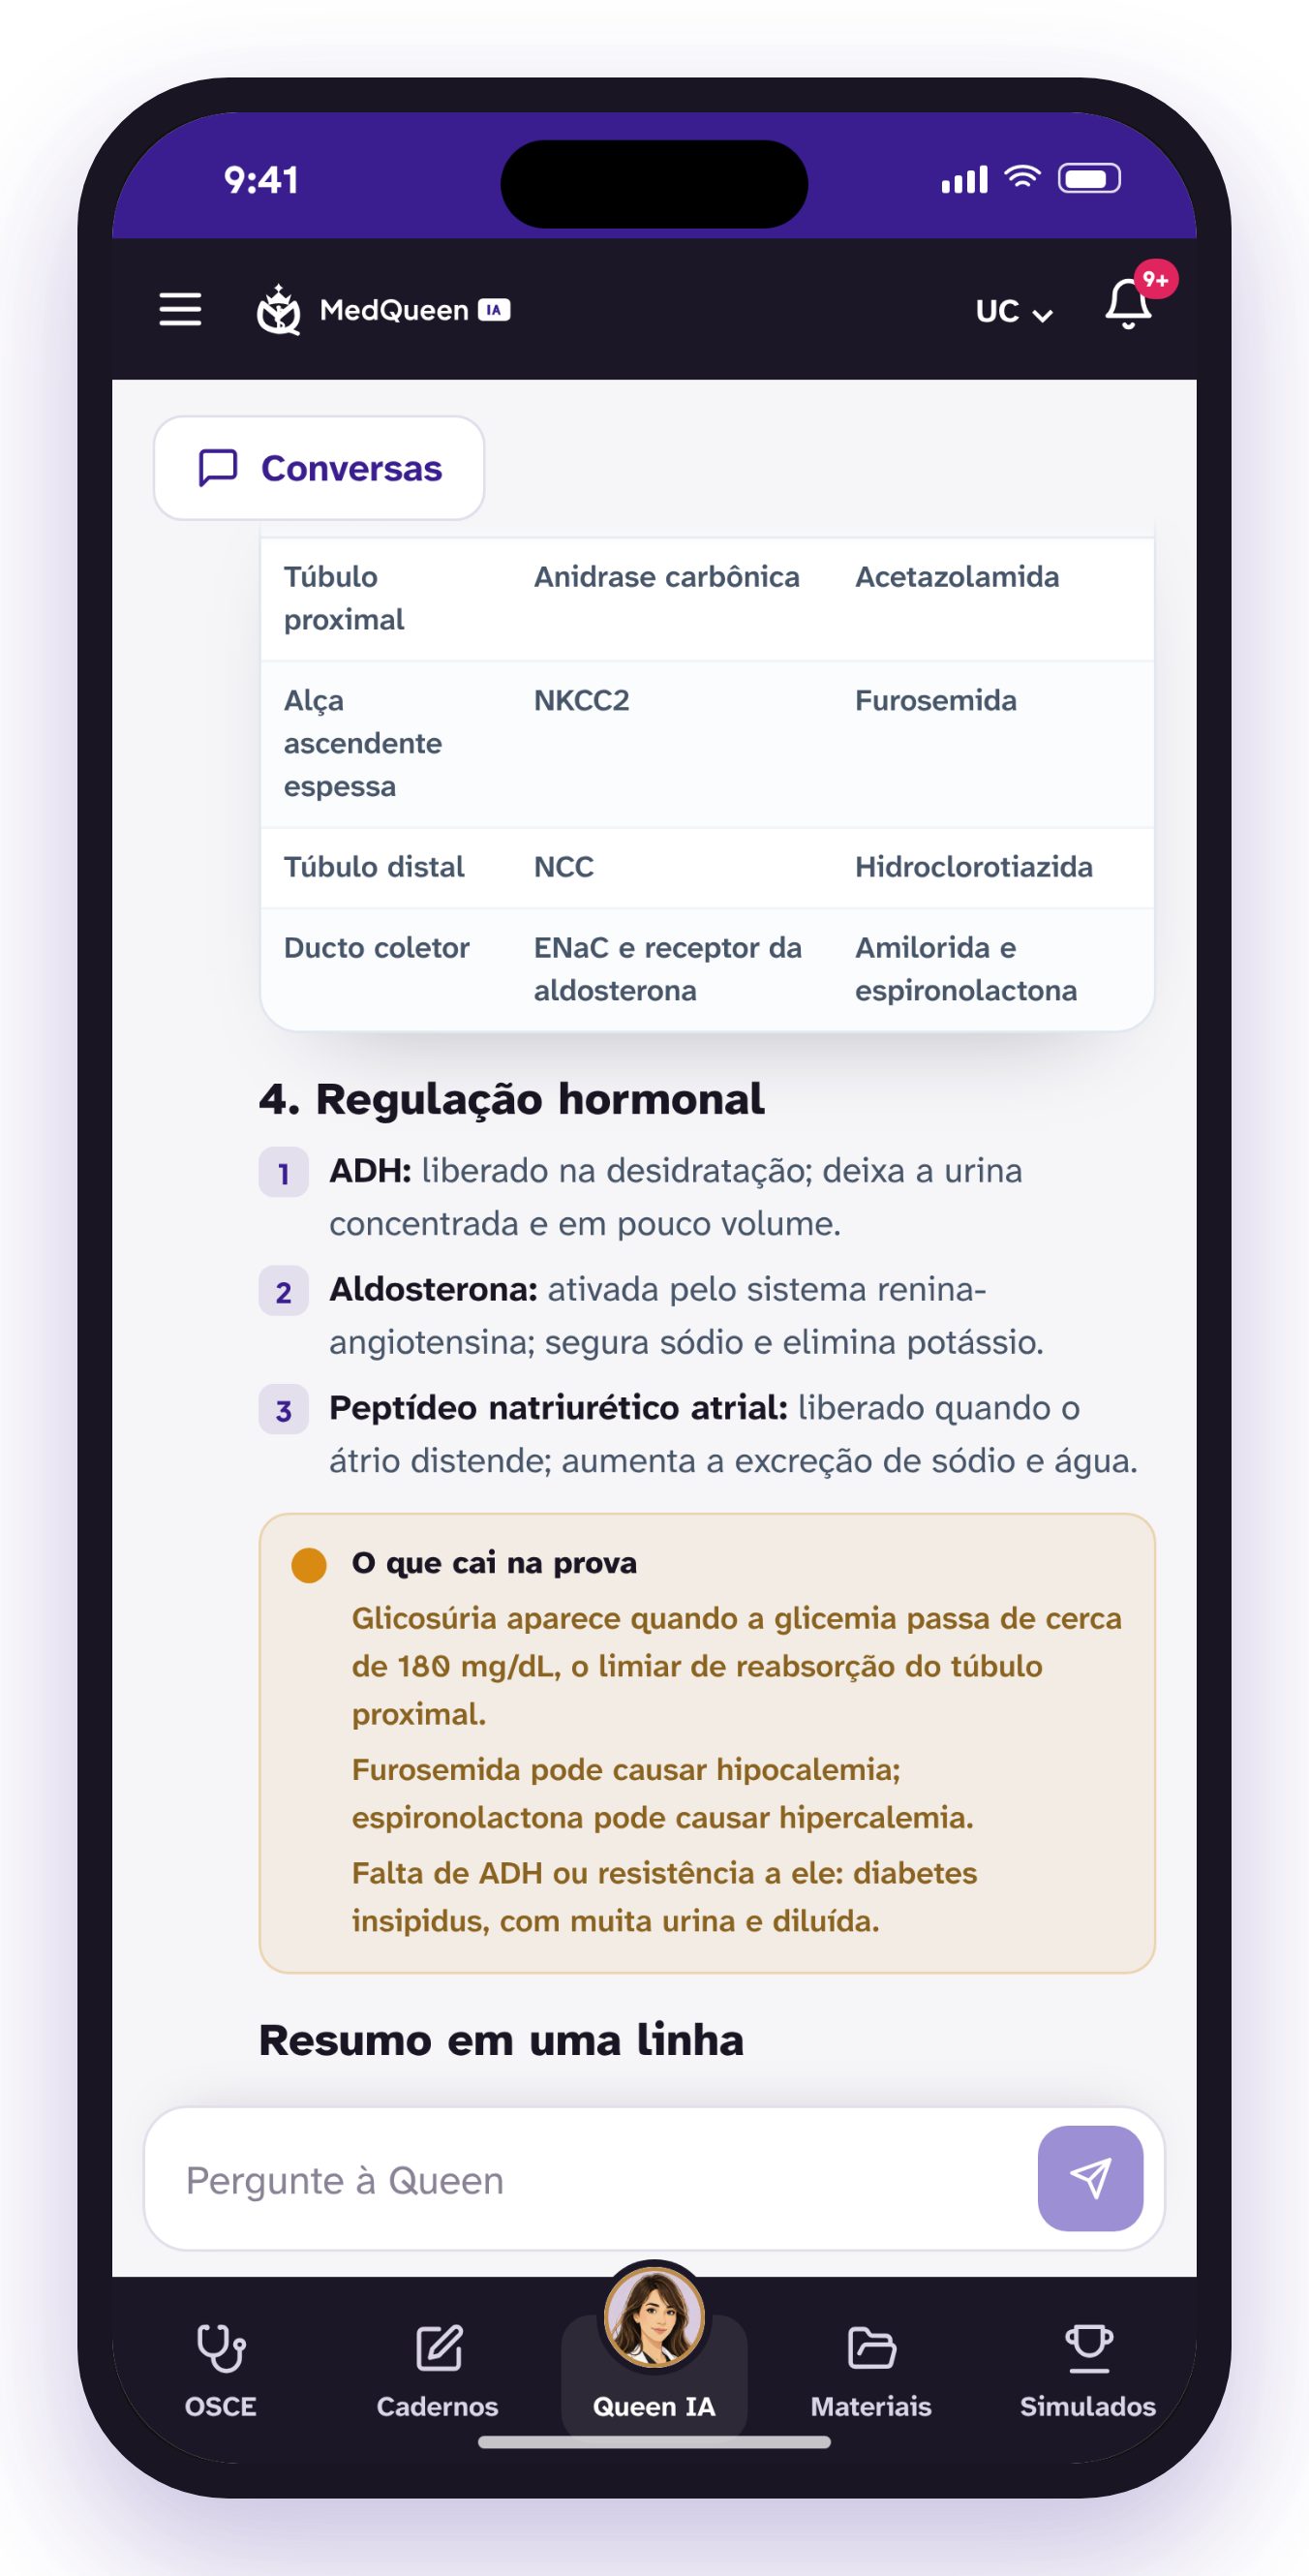 9:41
MedQueen IA
UC
9+
Conversas
Túbulo proximal
Anidrase carbônica
Acetazolamida
Alça ascendente espessa
NKCC2
Furosemida
Túbulo distal
NCC
Hidroclorotiazida
Ducto coletor
ENaC e receptor da aldosterona
Amilorida e espironolactona
4. Regulação hormonal
1 ADH: liberado na desidratação; deixa a urina
concentrada e em pouco volume.
2 Aldosterona: ativada pelo sistema renina-
angiotensina; segura sódio e elimina potássio.
3 Peptídeo natriurético atrial: liberado quando o
átrio distende; aumenta a excreção de sódio e água.
O que cai na prova
Glicosúria aparece quando a glicemia passa de cerca
de 180 mg/dL, o limiar de reabsorção do túbulo
proximal.
Furosemida pode causar hipocalemia;
espironolactona pode causar hipercalemia.
Falta de ADH ou resistência a ele: diabetes
insipidus, com muita urina e diluída.
Resumo em uma linha
Pergunte à Queen
OSCE
Cadernos
Queen IA
Materiais
Simulados